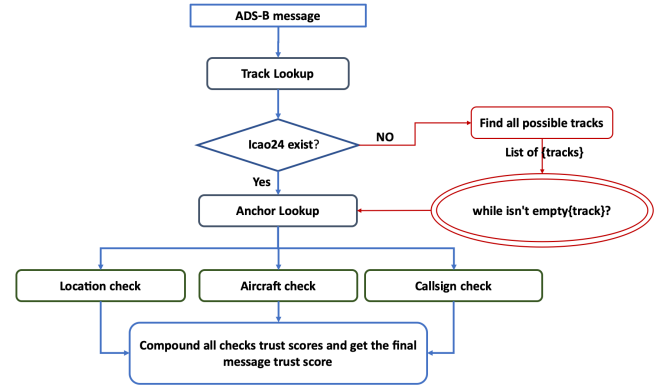 ADS-B message
Track Lookup
Icao24 exist?
NO
Find all possible tracks
List of {tracks}
Yes
while isn't empty{track}?
Anchor Lookup
Location check
Aircraft check
Callsign check
Compound all checks trust scores and get the final
message trust score